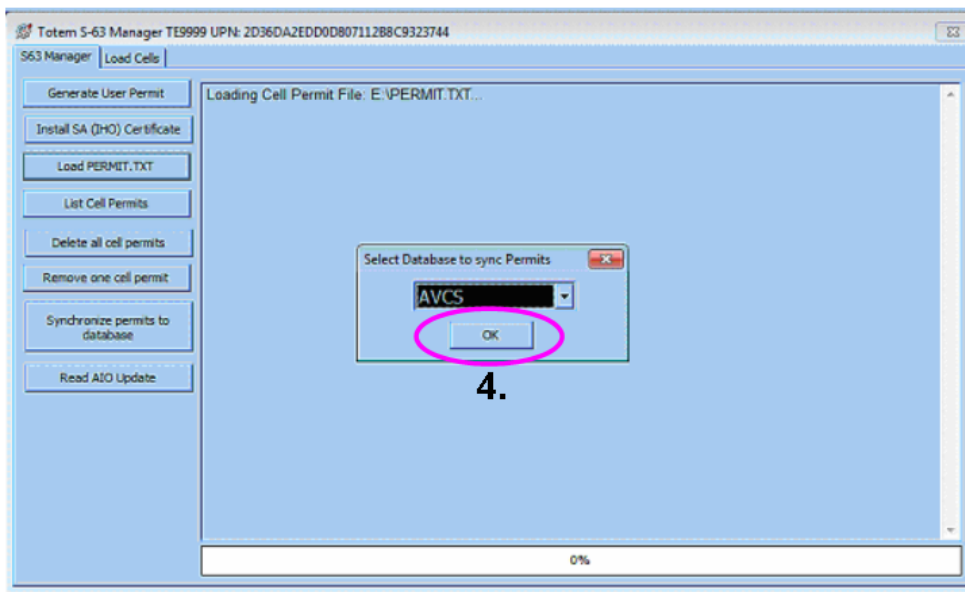 Totem S-63 Manager TE9999 UPN: 2D36DA2EDD0D807112B8C9323744
S63 Manager Load Cells
Generate User Permit
Loading Cell Permit File: E:\PERMIT.TXT...
Install SA (IHO) Certificate
Load PERMIT.TXT
List Cell Permits
Delete all cell permits
Select Database to sync Permits
Remove one cell permit
AVCS
Synchronize permits to
database
OK
Read AIO Update
4.
0%